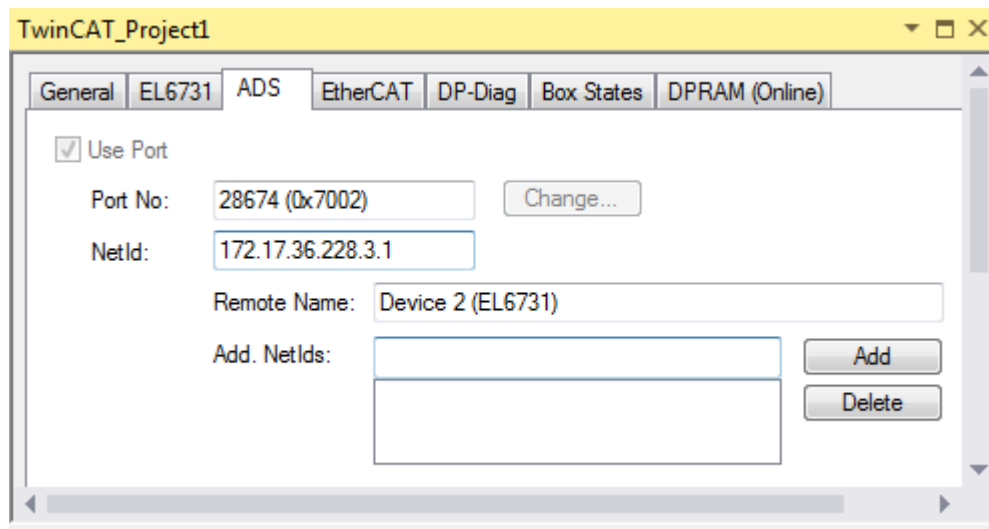 TwinCAT_Project1
General EL6731 ADS EtherCAT DP-Diag Box States DPRAM (Online)
Use Port
Port No: 28674 (0x7002) Change...
NetId: 172.17.36.228.3.1
Remote Name: Device 2 (EL6731)
Add. NetIds: Add
Delete